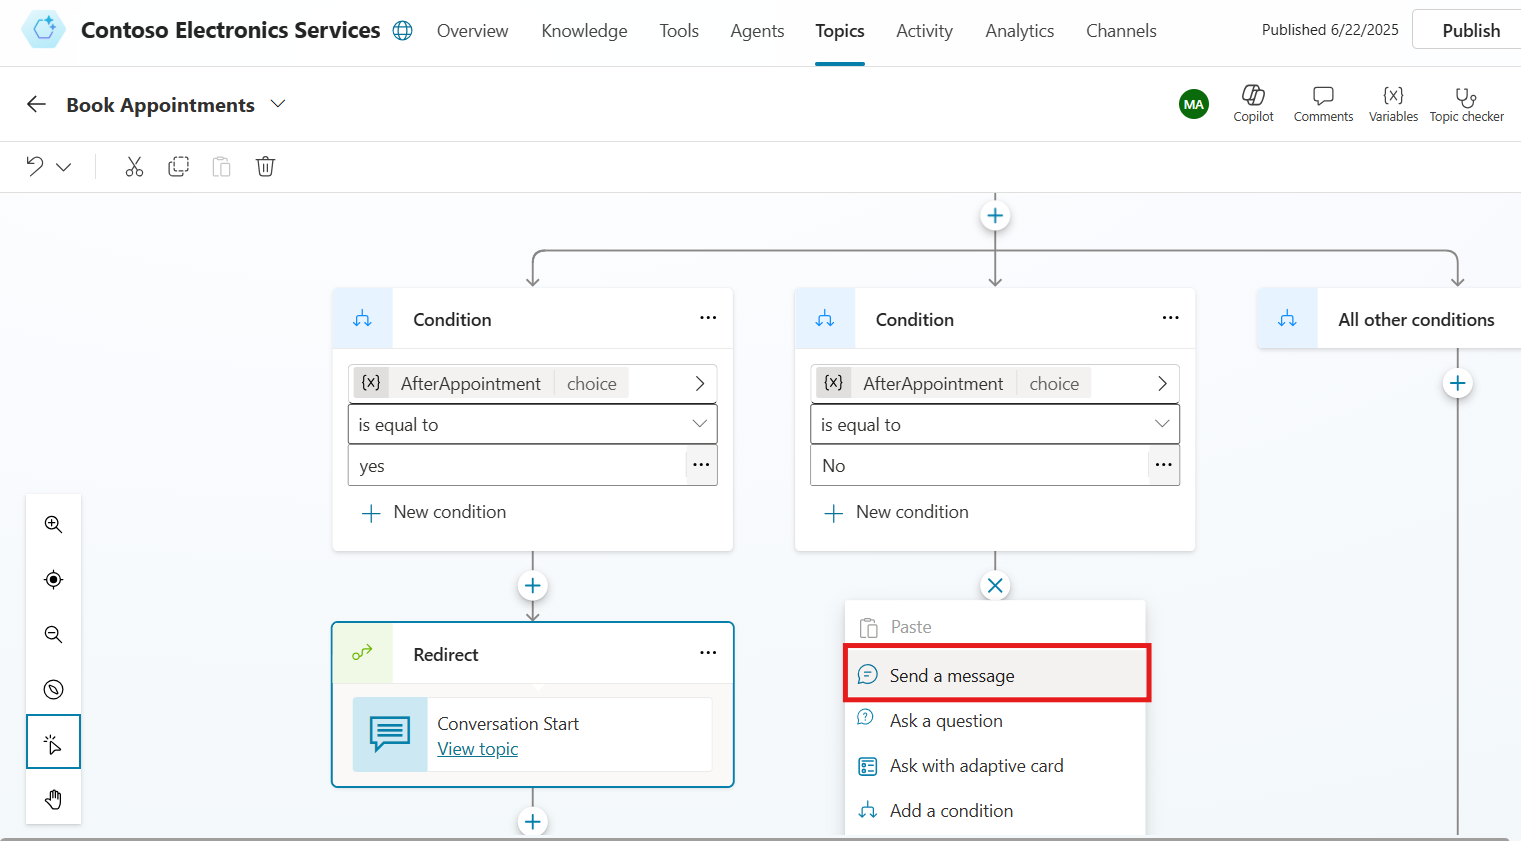 Contoso Electronics Services
Overview
Knowledge
Tools
Agents
Topics
Activity
Analytics
Channels
Published 6/22/2025
Publish
Book Appointments
MA
Copilot
Comments
{x}
Variables
Topic checker
Condition
{x} AfterAppointment choice
is equal to
yes
New condition
Condition
{x} AfterAppointment choice
is equal to
No
New condition
All other conditions
Redirect
Conversation Start
View topic
Paste
Send a message
Ask a question
Ask with adaptive card
Add a condition